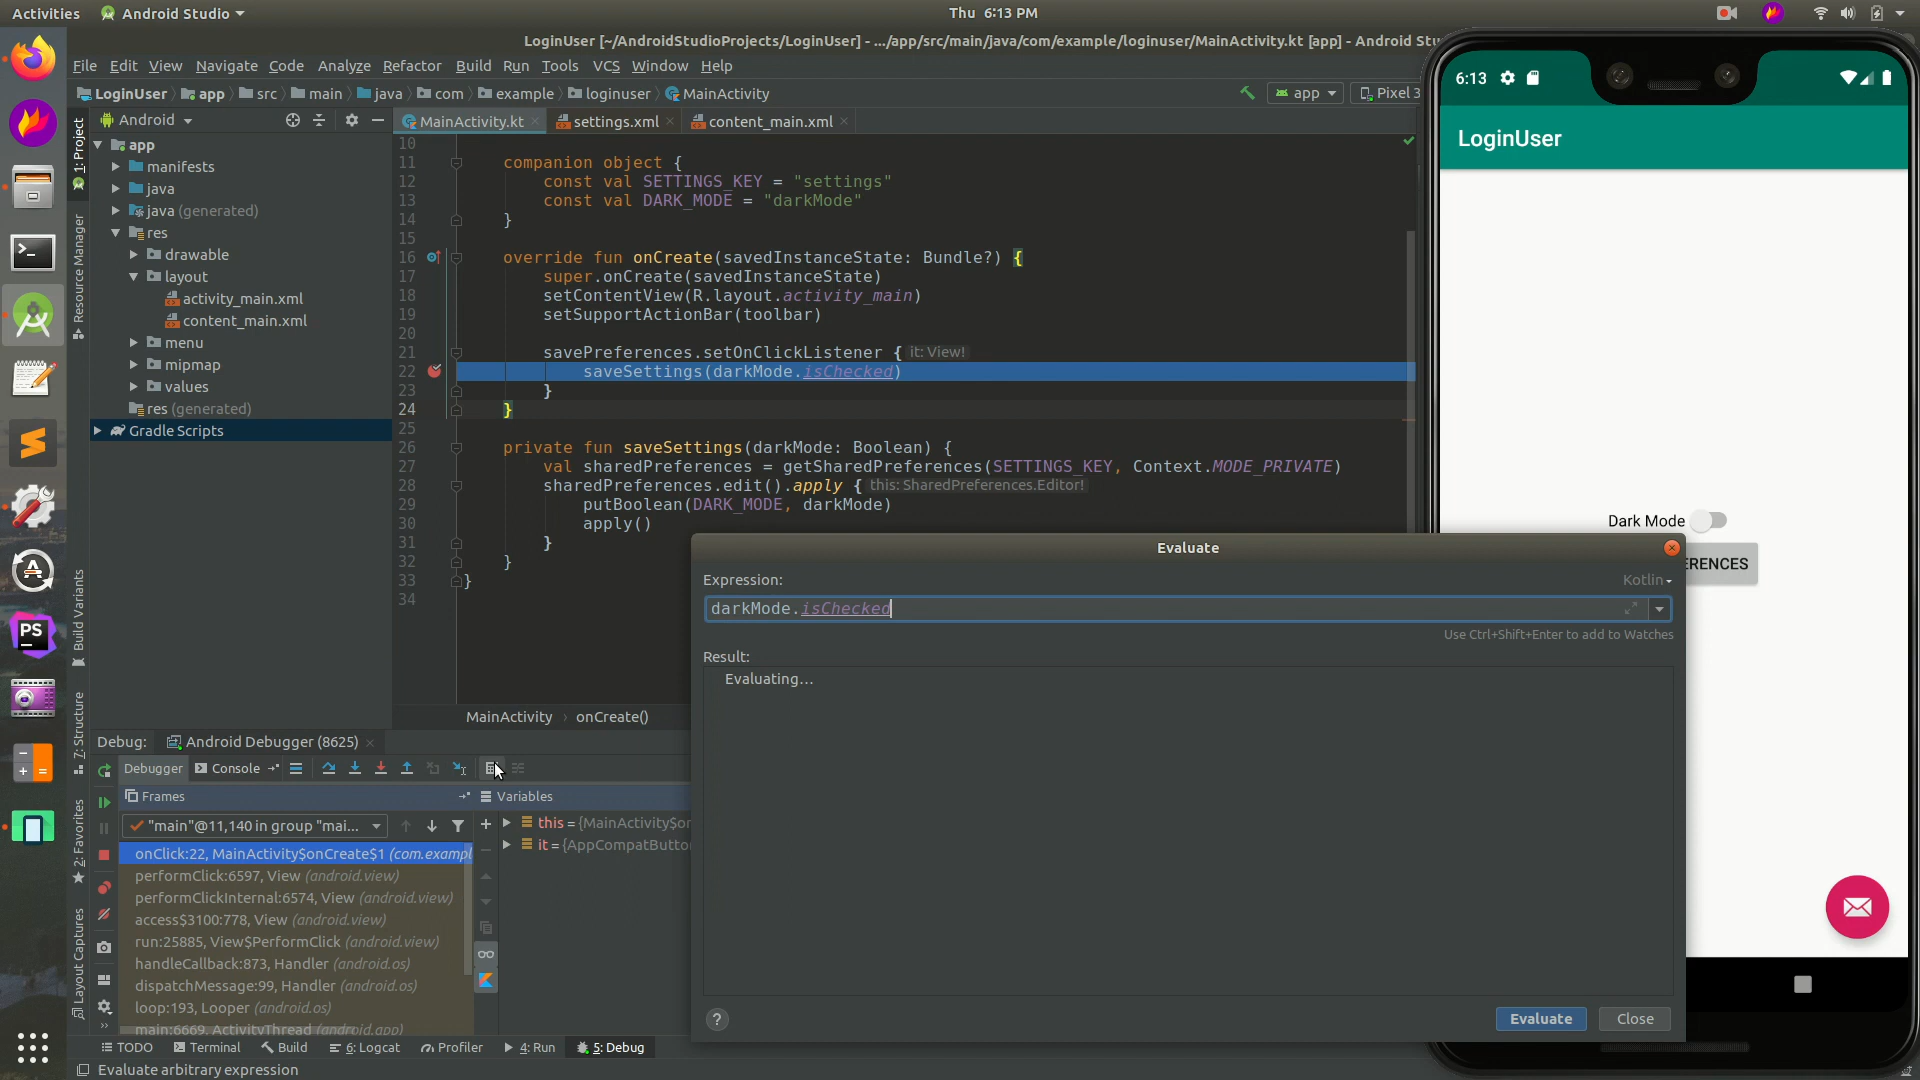 Activities Android Studio Thu 6:13 PM
LoginUser [~/AndroidStudioProjects/LoginUser] - .../app/src/main/java/com/example/loginuser/MainActivity.kt [app] - Android Stu
File Edit View Navigate Code Analyze Refactor Build Run Tools VCS Window Help
LoginUser app src main java com example loginuser MainActivity app Pixel 3
Android
MainActivity.kt settings.xml content_main.xml
1: Project
Resource Manager
Build Variants
7: Structure
2: Favorites
Layout Captures
app
manifests
java
java (generated)
res
drawable
layout
activity_main.xml
content_main.xml
menu
mipmap
values
res (generated)
Gradle Scripts
10
11 companion object {
12 const val SETTINGS_KEY = "settings"
13 const val DARK_MODE = "darkMode"
14 }
15
16 override fun onCreate(savedInstanceState: Bundle?) {
17 super.onCreate(savedInstanceState)
18 setContentView(R.layout.activity_main)
19 setSupportActionBar(toolbar)
20
21 savePreferences.setOnClickListener { it: View!
22 saveSettings(darkMode.isChecked)
23 }
24 }
25
26 private fun saveSettings(darkMode: Boolean) {
27 val sharedPreferences = getSharedPreferences(SETTINGS_KEY, Context.MODE_PRIVATE)
28 sharedPreferences.edit().apply { this: SharedPreferences.Editor!
29 putBoolean(DARK_MODE, darkMode)
30 apply()
31 }
32 }
33 }
34
MainActivity › onCreate()
Debug: Android Debugger (8625)
Debugger Console
Frames
Variables
"main"@11,140 in group "mai...
onClick:22, MainActivity$onCreate$1 (com.exampl
performClick:6597, View (android.view)
performClickInternal:6574, View (android.view)
access$3100:778, View (android.view)
run:25885, View$PerformClick (android.view)
handleCallback:873, Handler (android.os)
dispatchMessage:99, Handler (android.os)
loop:193, Looper (android.os)
main:6669, ActivityThread (android.app)
this = {MainActivity$on
it = {AppCompatButto
Evaluate
Expression: Kotlin
darkMode.isChecked
Use Ctrl+Shift+Enter to add to Watches
Result:
Evaluating...
?
Evaluate Close
TODO Terminal Build 6: Logcat Profiler 4: Run 5: Debug
Evaluate arbitrary expression
PS
6:13
LoginUser
Dark Mode
ERENCES